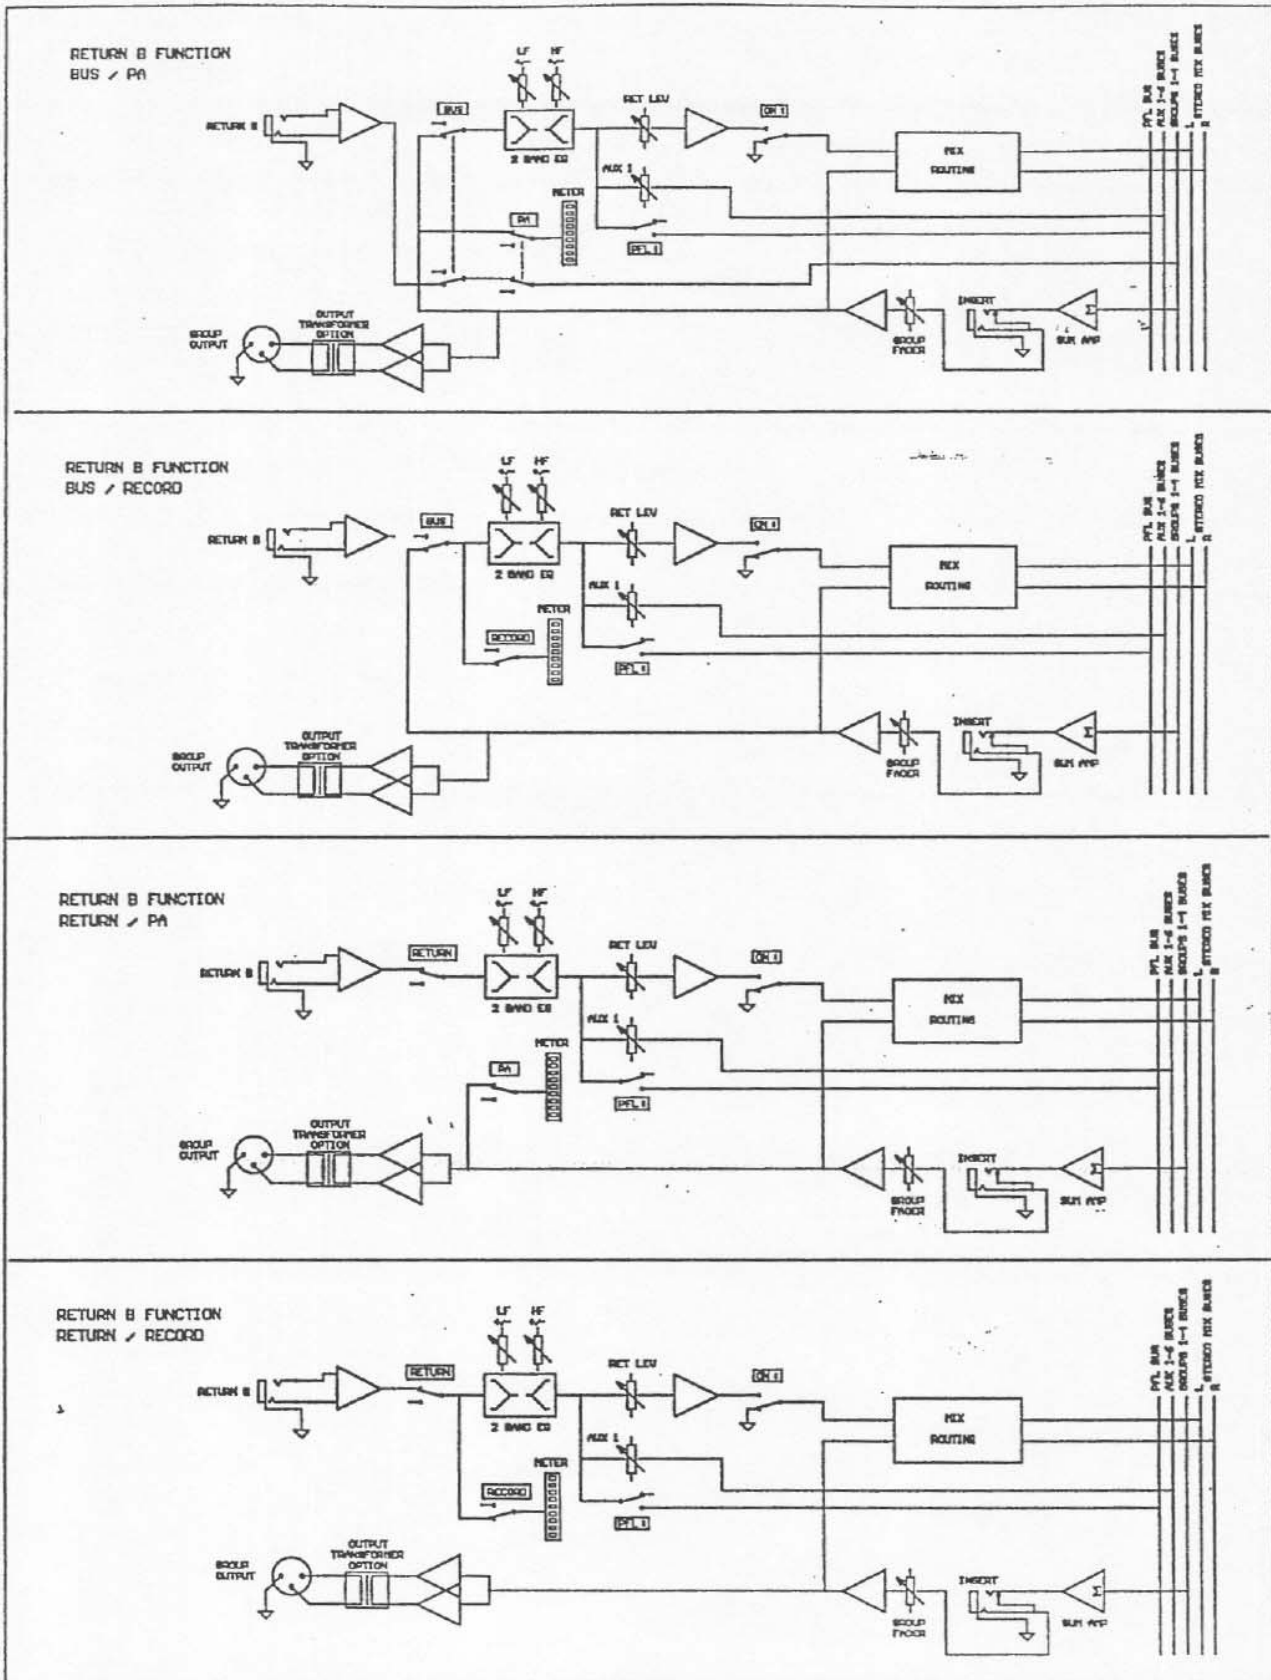 RETURN B FUNCTION
BUS / PA
LF HF
BUS
RETURN B
2 BAND EQ
RET LEV
CH 1
MIX
ROUTING
AUX 1
METER
PA
PFL 1
PFL BUS
AUX 1-6 BUSES
GROUPS 1-4 BUSES
L
STEREO MIX BUSES
R
GROUP
OUTPUT
OUTPUT
TRANSFORMER
OPTION
GROUP
FADER
INSERT
SUM AMP
Σ
RETURN B FUNCTION
BUS / RECORD
LF HF
BUS
RETURN B
2 BAND EQ
RET LEV
CH 1
MIX
ROUTING
AUX 1
METER
RECORD
PFL 1
PFL BUS
AUX 1-6 BUSES
GROUPS 1-4 BUSES
L
STEREO MIX BUSES
R
GROUP
OUTPUT
OUTPUT
TRANSFORMER
OPTION
GROUP
FADER
INSERT
SUM AMP
Σ
RETURN B FUNCTION
RETURN / PA
LF HF
RETURN
RETURN B
2 BAND EQ
RET LEV
CH 1
MIX
ROUTING
AUX 1
METER
PA
PFL 1
PFL BUS
AUX 1-6 BUSES
GROUPS 1-4 BUSES
L
STEREO MIX BUSES
R
GROUP
OUTPUT
OUTPUT
TRANSFORMER
OPTION
GROUP
FADER
INSERT
SUM AMP
Σ
RETURN B FUNCTION
RETURN / RECORD
LF HF
RETURN
RETURN B
2 BAND EQ
RET LEV
CH 1
MIX
ROUTING
AUX 1
METER
RECORD
PFL 1
PFL BUS
AUX 1-6 BUSES
GROUPS 1-4 BUSES
L
STEREO MIX BUSES
R
GROUP
OUTPUT
OUTPUT
TRANSFORMER
OPTION
GROUP
FADER
INSERT
SUM AMP
Σ